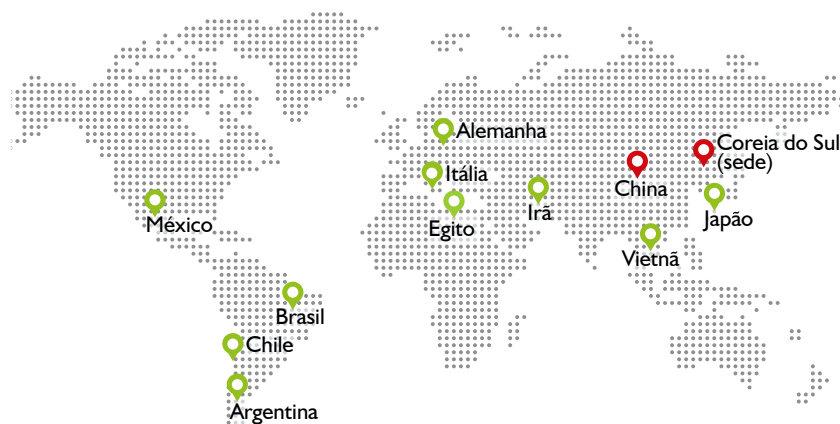 Alemanha
Coreia do Sul
(sede)
Itália
China
Irã
México
Egito
Japão
Vietnã
Brasil
Chile
Argentina